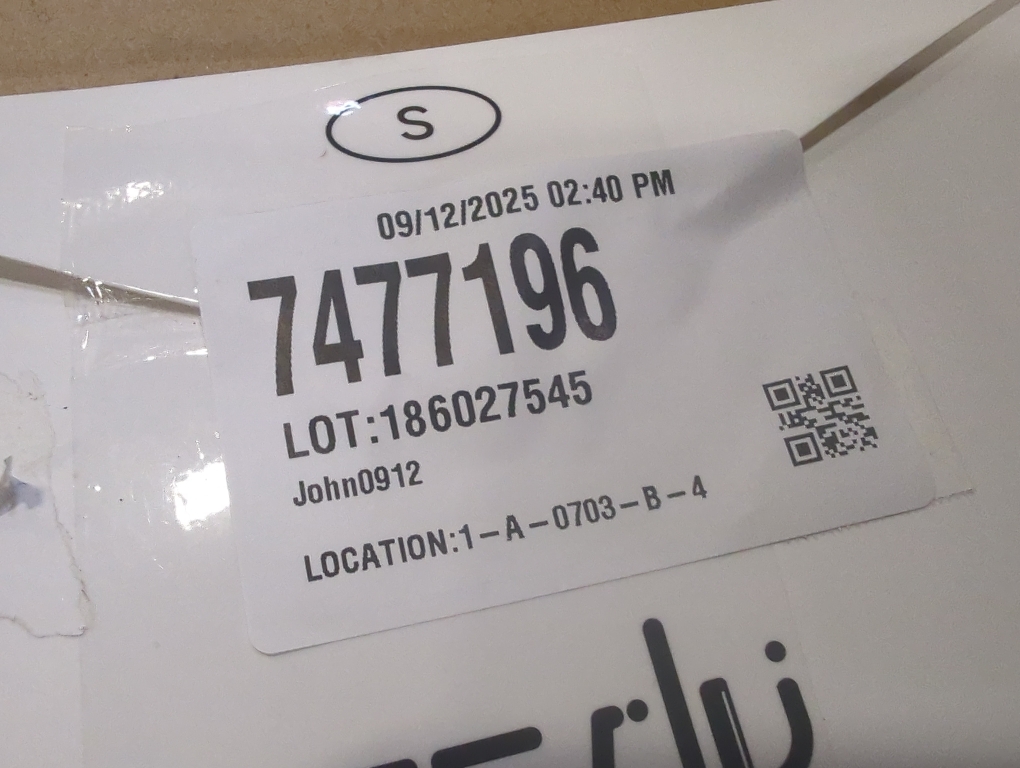 S
09/12/2025 02:40 PM
7477196
LOT:186027545
John0912
LOCATION:1-A-0703-B-4